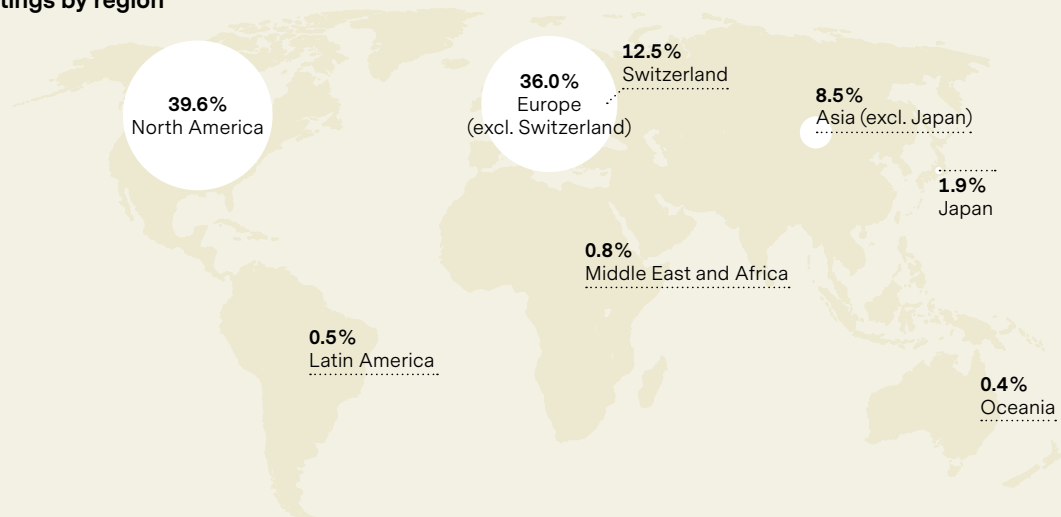 by region
39.6%
North America
36.0%
Europe
(excl. Switzerland)
12.5%
Switzerland
8.5%
Asia (excl. Japan)
1.9%
Japan
0.8%
Middle East and Africa
0.5%
Latin America
0.4%
Oceania